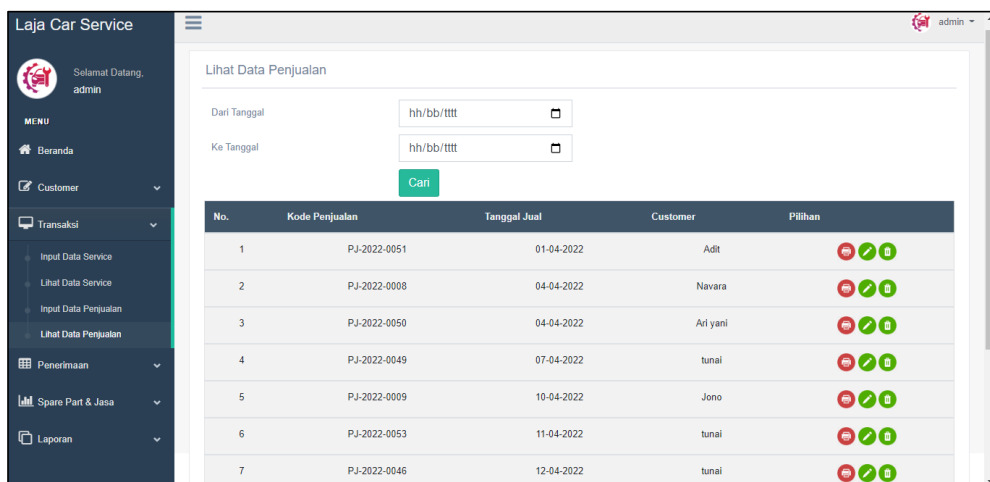 Laja Car Service
admin
Selamat Datang,
admin
MENU
Beranda
Customer
Transaksi
Input Data Service
Lihat Data Service
Input Data Penjualan
Lihat Data Penjualan
Penerimaan
Spare Part & Jasa
Laporan
Lihat Data Penjualan
Dari Tanggal hh/bb/tttt
Ke Tanggal hh/bb/tttt
Cari
No. Kode Penjualan Tanggal Jual Customer Pilihan
1 PJ-2022-0051 01-04-2022 Adit
2 PJ-2022-0008 04-04-2022 Navara
3 PJ-2022-0050 04-04-2022 Ari yani
4 PJ-2022-0049 07-04-2022 tunai
5 PJ-2022-0009 10-04-2022 Jono
6 PJ-2022-0053 11-04-2022 tunai
7 PJ-2022-0046 12-04-2022 tunai